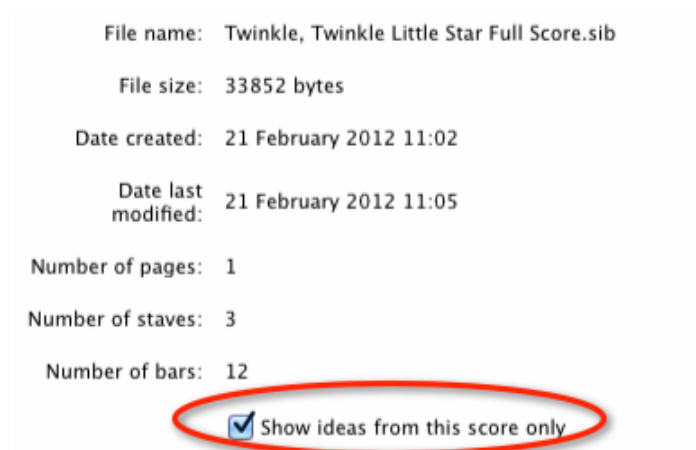 File name: Twinkle, Twinkle Little Star Full Score.sib
File size: 33852 bytes
Date created: 21 February 2012 11:02
Date last
modified: 21 February 2012 11:05
Number of pages: 1
Number of staves: 3
Number of bars: 12
Show ideas from this score only